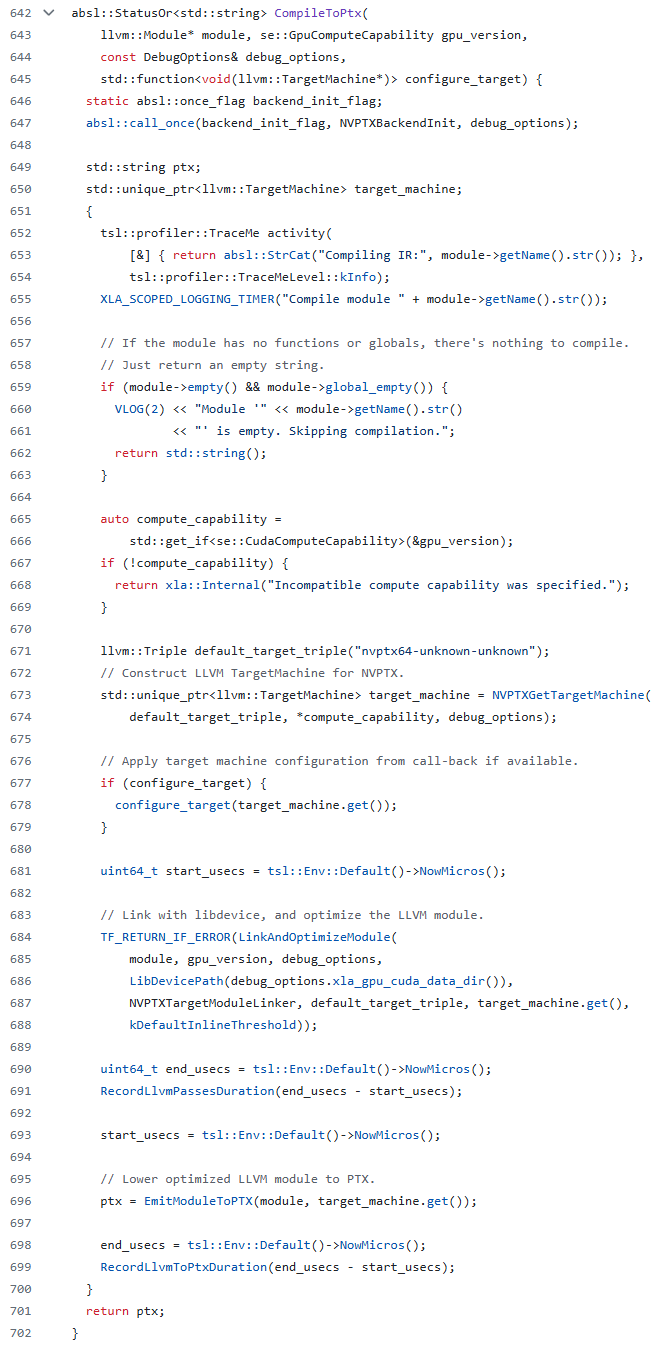 642 absl::StatusOr<std::string> CompileToPtx(
643     llvm::Module* module, se::GpuComputeCapability gpu_version,
644     const DebugOptions& debug_options,
645     std::function<void(llvm::TargetMachine*)> configure_target) {
646   static absl::once_flag backend_init_flag;
647   absl::call_once(backend_init_flag, NVPTXBackendInit, debug_options);
648
649   std::string ptx;
650   std::unique_ptr<llvm::TargetMachine> target_machine;
651   {
652     tsl::profiler::TraceMe activity(
653         [&] { return absl::StrCat("Compiling IR:", module->getName().str()); },
654         tsl::profiler::TraceMeLevel::kInfo);
655     XLA_SCOPED_LOGGING_TIMER("Compile module " + module->getName().str());
656
657     // If the module has no functions or globals, there's nothing to compile.
658     // Just return an empty string.
659     if (module->empty() && module->global_empty()) {
660       VLOG(2) << "Module '" << module->getName().str()
661               << "' is empty. Skipping compilation.";
662       return std::string();
663     }
664
665     auto compute_capability =
666         std::get_if<se::CudaComputeCapability>(&gpu_version);
667     if (!compute_capability) {
668       return xla::Internal("Incompatible compute capability was specified.");
669     }
670
671     llvm::Triple default_target_triple("nvptx64-unknown-unknown");
672     // Construct LLVM TargetMachine for NVPTX.
673     std::unique_ptr<llvm::TargetMachine> target_machine = NVPTXGetTargetMachine(
674         default_target_triple, *compute_capability, debug_options);
675
676     // Apply target machine configuration from call-back if available.
677     if (configure_target) {
678       configure_target(target_machine.get());
679     }
680
681     uint64_t start_usecs = tsl::Env::Default()->NowMicros();
682
683     // Link with libdevice, and optimize the LLVM module.
684     TF_RETURN_IF_ERROR(LinkAndOptimizeModule(
685         module, gpu_version, debug_options,
686         LibDevicePath(debug_options.xla_gpu_cuda_data_dir()),
687         NVPTXTargetModuleLinker, default_target_triple, target_machine.get(),
688         kDefaultInlineThreshold));
689
690     uint64_t end_usecs = tsl::Env::Default()->NowMicros();
691     RecordLlvmPassesDuration(end_usecs - start_usecs);
692
693     start_usecs = tsl::Env::Default()->NowMicros();
694
695     // Lower optimized LLVM module to PTX.
696     ptx = EmitModuleToPTX(module, target_machine.get());
697
698     end_usecs = tsl::Env::Default()->NowMicros();
699     RecordLlvmToPtxDuration(end_usecs - start_usecs);
700   }
701   return ptx;
702 }